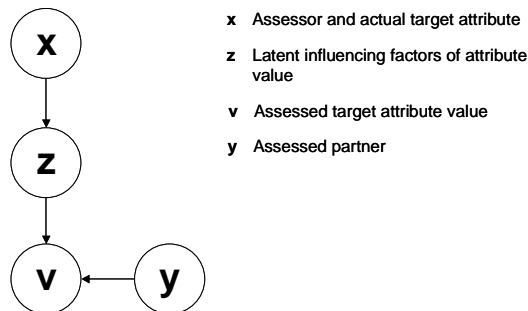 x
x Assessor and actual target attribute
z Latent influencing factors of attribute
value
z
v Assessed target attribute value
y Assessed partner
v
y